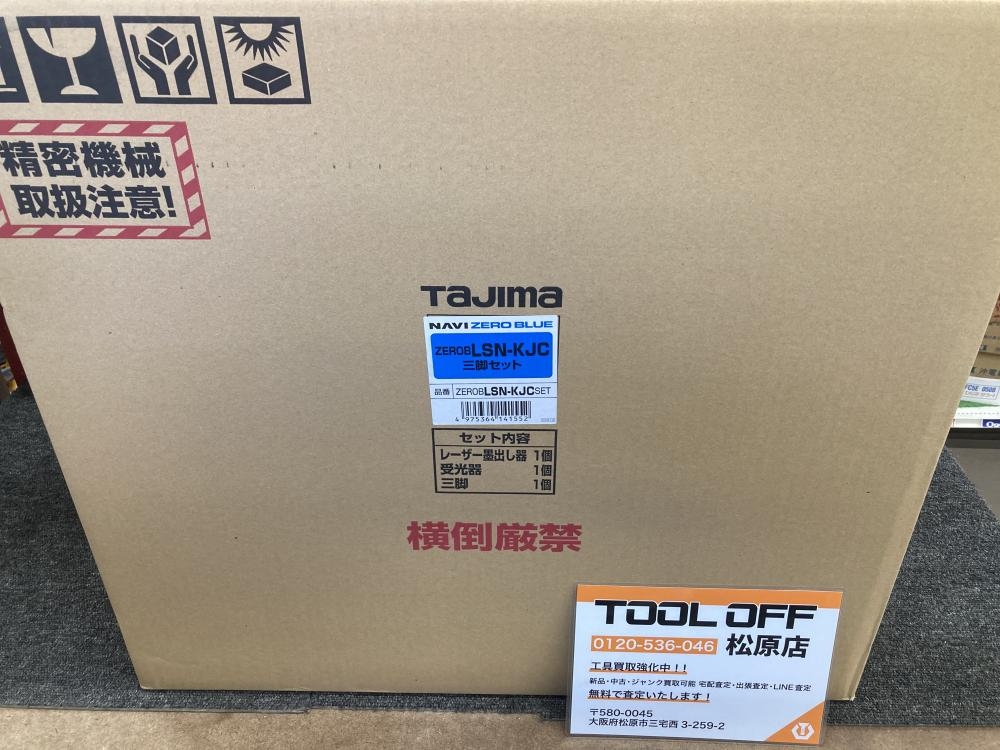 精密機械
取扱注意!
TAJIMA
NAVI ZERO BLUE
ZEROBLSN-KJC
三脚セット
品番 ZEROBLSN-KJCSET
4 975364 141552
セット内容
レーザー墨出し器 1個
受光器 1個
三脚 1個
横倒厳禁
TOOL OFF
0120-536-046 松原店
工具買取強化中!!
新品・中古・ジャンク買取可能 宅配査定・出張査定・LINE査定
無料で査定いたします!
〒580-0045
大阪府松原市三宅西 3-259-2